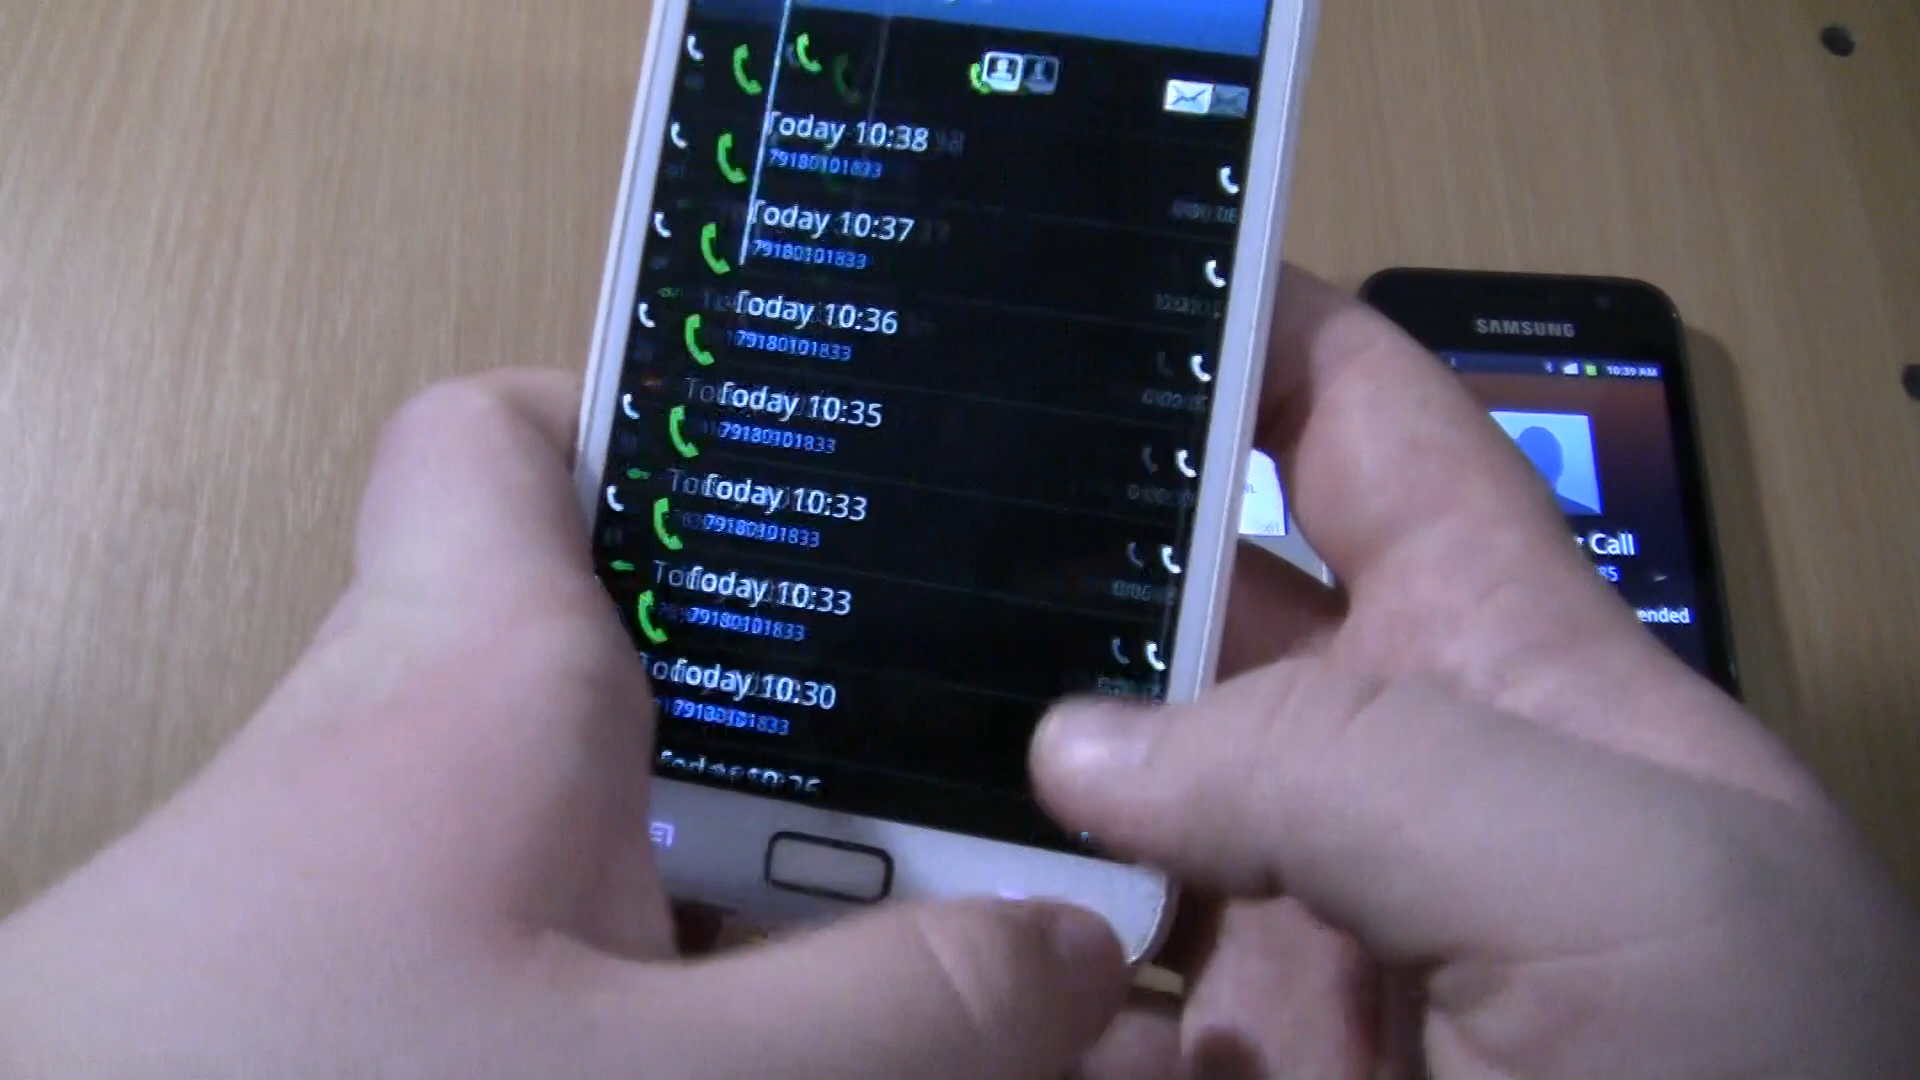 Today 10:38
79180101833
Today 10:37
79180101833
Today 10:36
79180101833
Today 10:35
79180101833
Today 10:33
79180101833
Today 10:33
79180101833
Today 10:30
79180101833
SAMSUNG
10:39 AM
Call
85
ended